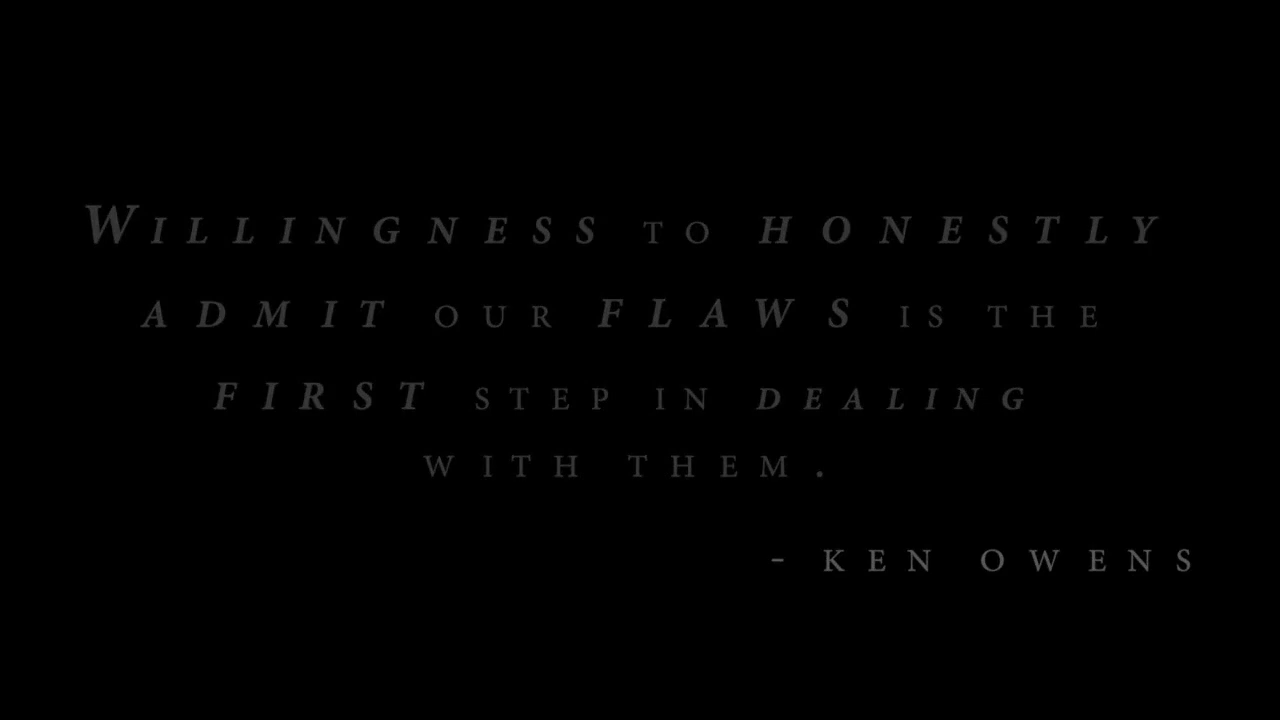 WILLINGNESS TO HONESTLY
ADMIT OUR FLAWS IS THE
FIRST STEP IN DEALING
WITH THEM.
- KEN OWENS